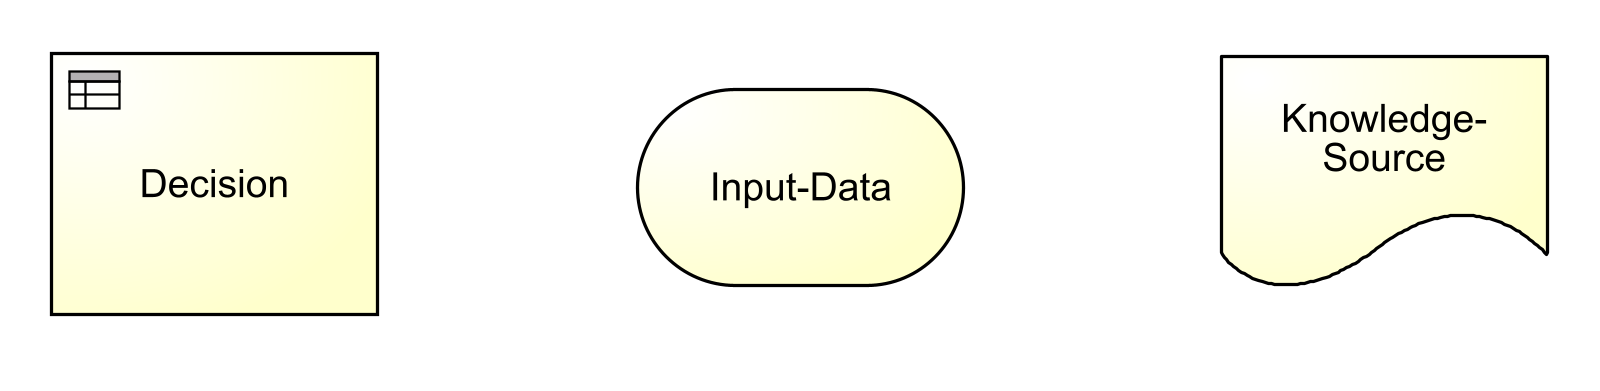 Decision
Input-Data
Knowledge-
Source